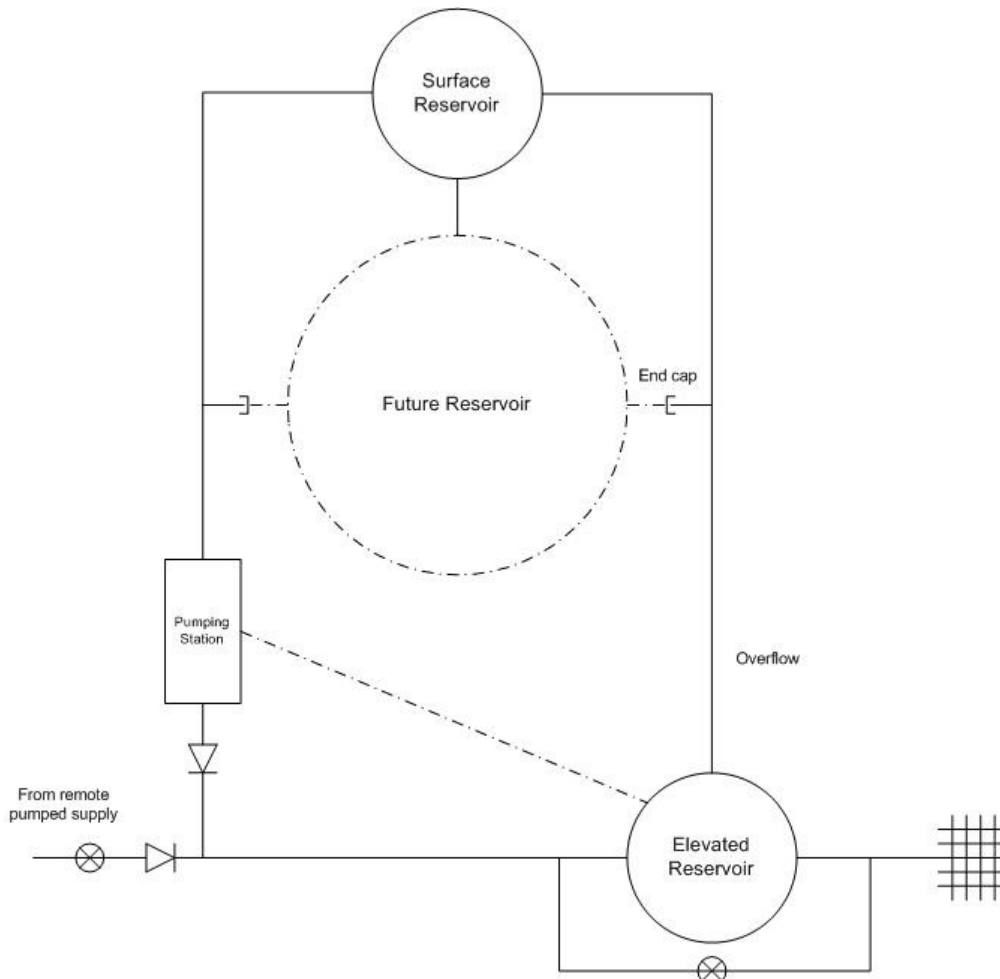 Surface
Reservoir
End cap
Future Reservoir
Pumping
Station
Overflow
From remote
pumped supply
Elevated
Reservoir